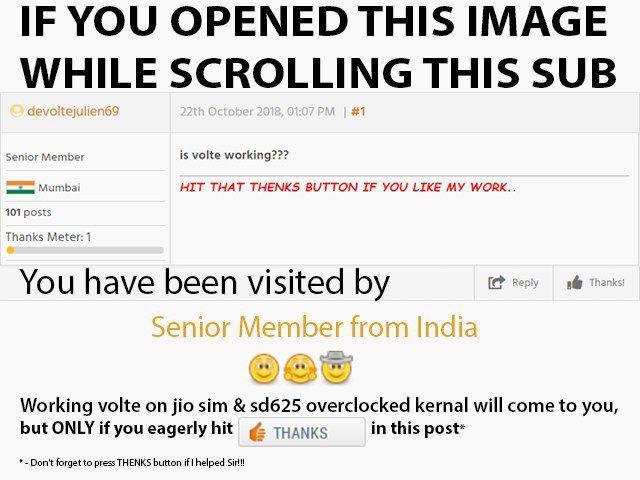 IF YOU OPENED THIS IMAGE
WHILE SCROLLING THIS SUB
devoltejulien69
22th October 2018, 01:07 PM | #1
Senior Member
Mumbai
101 posts
Thanks Meter: 1
is volte working???
HIT THAT THENKS BUTTON IF YOU LIKE MY WORK..
Reply
Thanks!
You have been visited by
Senior Member from India
Working volte on jio sim & sd625 overclocked kernal will come to you,
but ONLY if you eagerly hit THANKS in this post*
* - Don't forget to press THENKS button if I helped Sir!!!